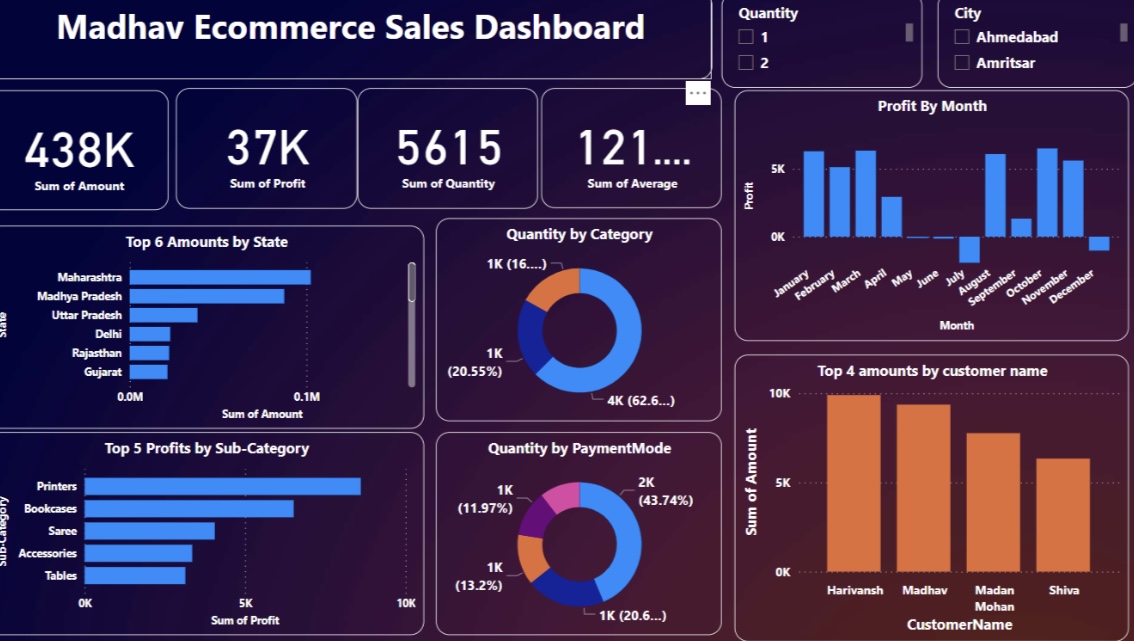 Madhav Ecommerce Sales Dashboard
Quantity
1
2
City
Ahmedabad
Amritsar
438K
Sum of Amount
37K
Sum of Profit
5615
Sum of Quantity
121....
Sum of Average
Profit By Month
Profit
5K
0K
January
February
March
April
May
June
July
August
September
October
November
December
Month
Top 6 Amounts by State
State
Maharashtra
Madhya Pradesh
Uttar Pradesh
Delhi
Rajasthan
Gujarat
0.0M 0.1M
Sum of Amount
Quantity by Category
1K (16....)
1K
(20.55%)
4K (62.6...)
Top 5 Profits by Sub-Category
Sub-Category
Printers
Bookcases
Saree
Accessories
Tables
0K 5K 10K
Sum of Profit
Quantity by PaymentMode
2K
(43.74%)
1K
(11.97%)
1K
(13.2%)
1K (20.6...)
Top 4 amounts by customer name
Sum of Amount
10K
5K
0K
Harivansh Madhav Madan Shiva
Mohan
CustomerName